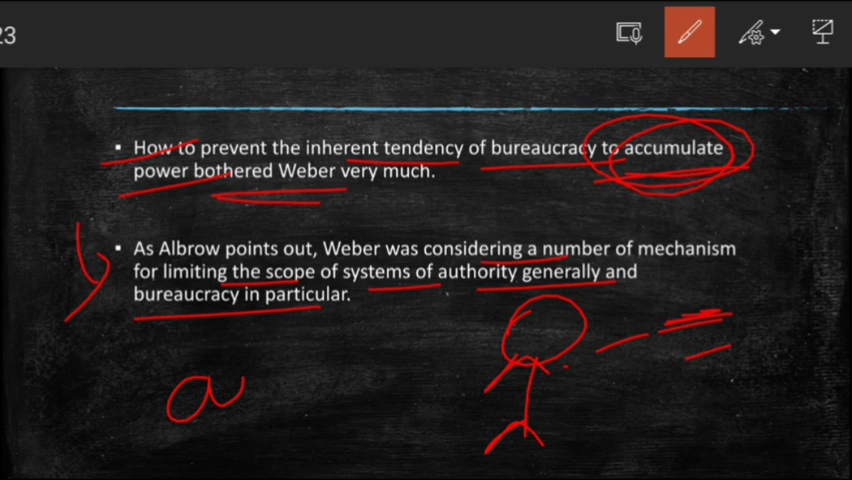 23
▪ How to prevent the inherent tendency of bureaucracy to accumulate
power bothered Weber very much.
▪ As Albrow points out, Weber was considering a number of mechanism
for limiting the scope of systems of authority generally and
bureaucracy in particular.
a